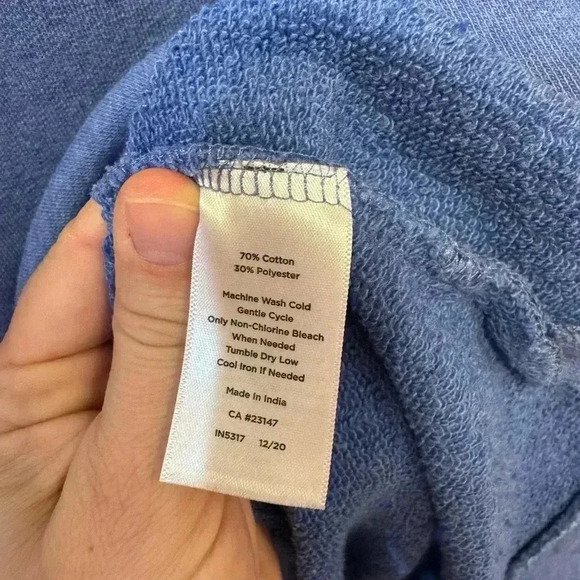 70% Cotton
30% Polyester
Machine Wash Cold
Gentle Cycle
Only Non-Chlorine Bleach
When Needed
Tumble Dry Low
Cool Iron If Needed
Made In India
CA #23147
IN5317 12/20